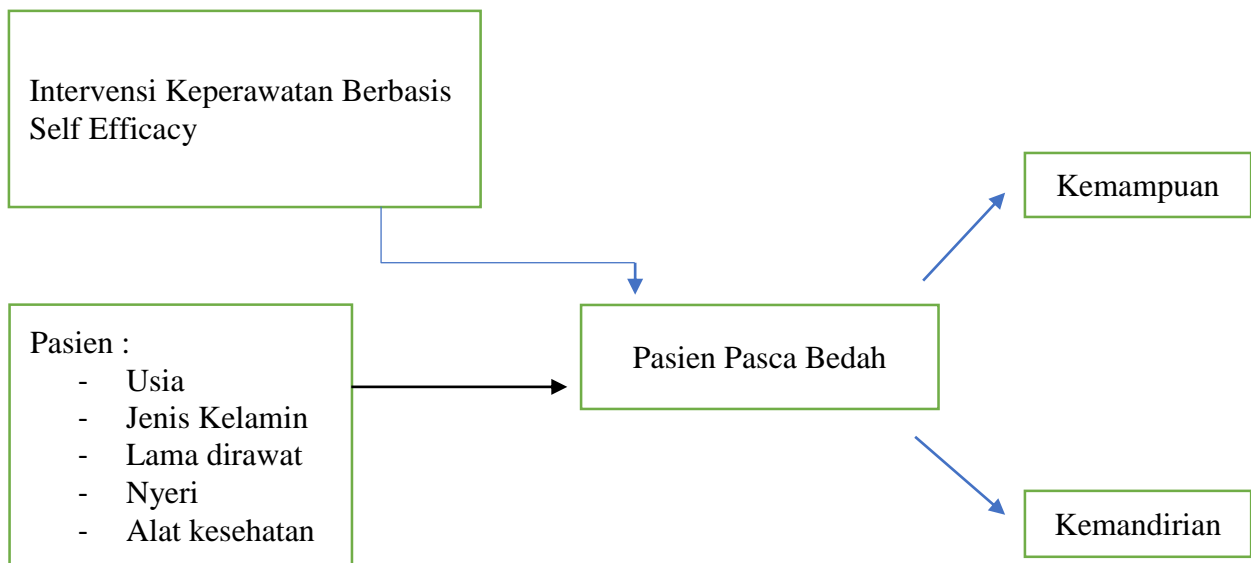 Intervensi Keperawatan Berbasis
Self Efficacy
Kemampuan
Pasien :
- Usia
- Jenis Kelamin
- Lama dirawat
- Nyeri
- Alat kesehatan
Pasien Pasca Bedah
Kemandirian